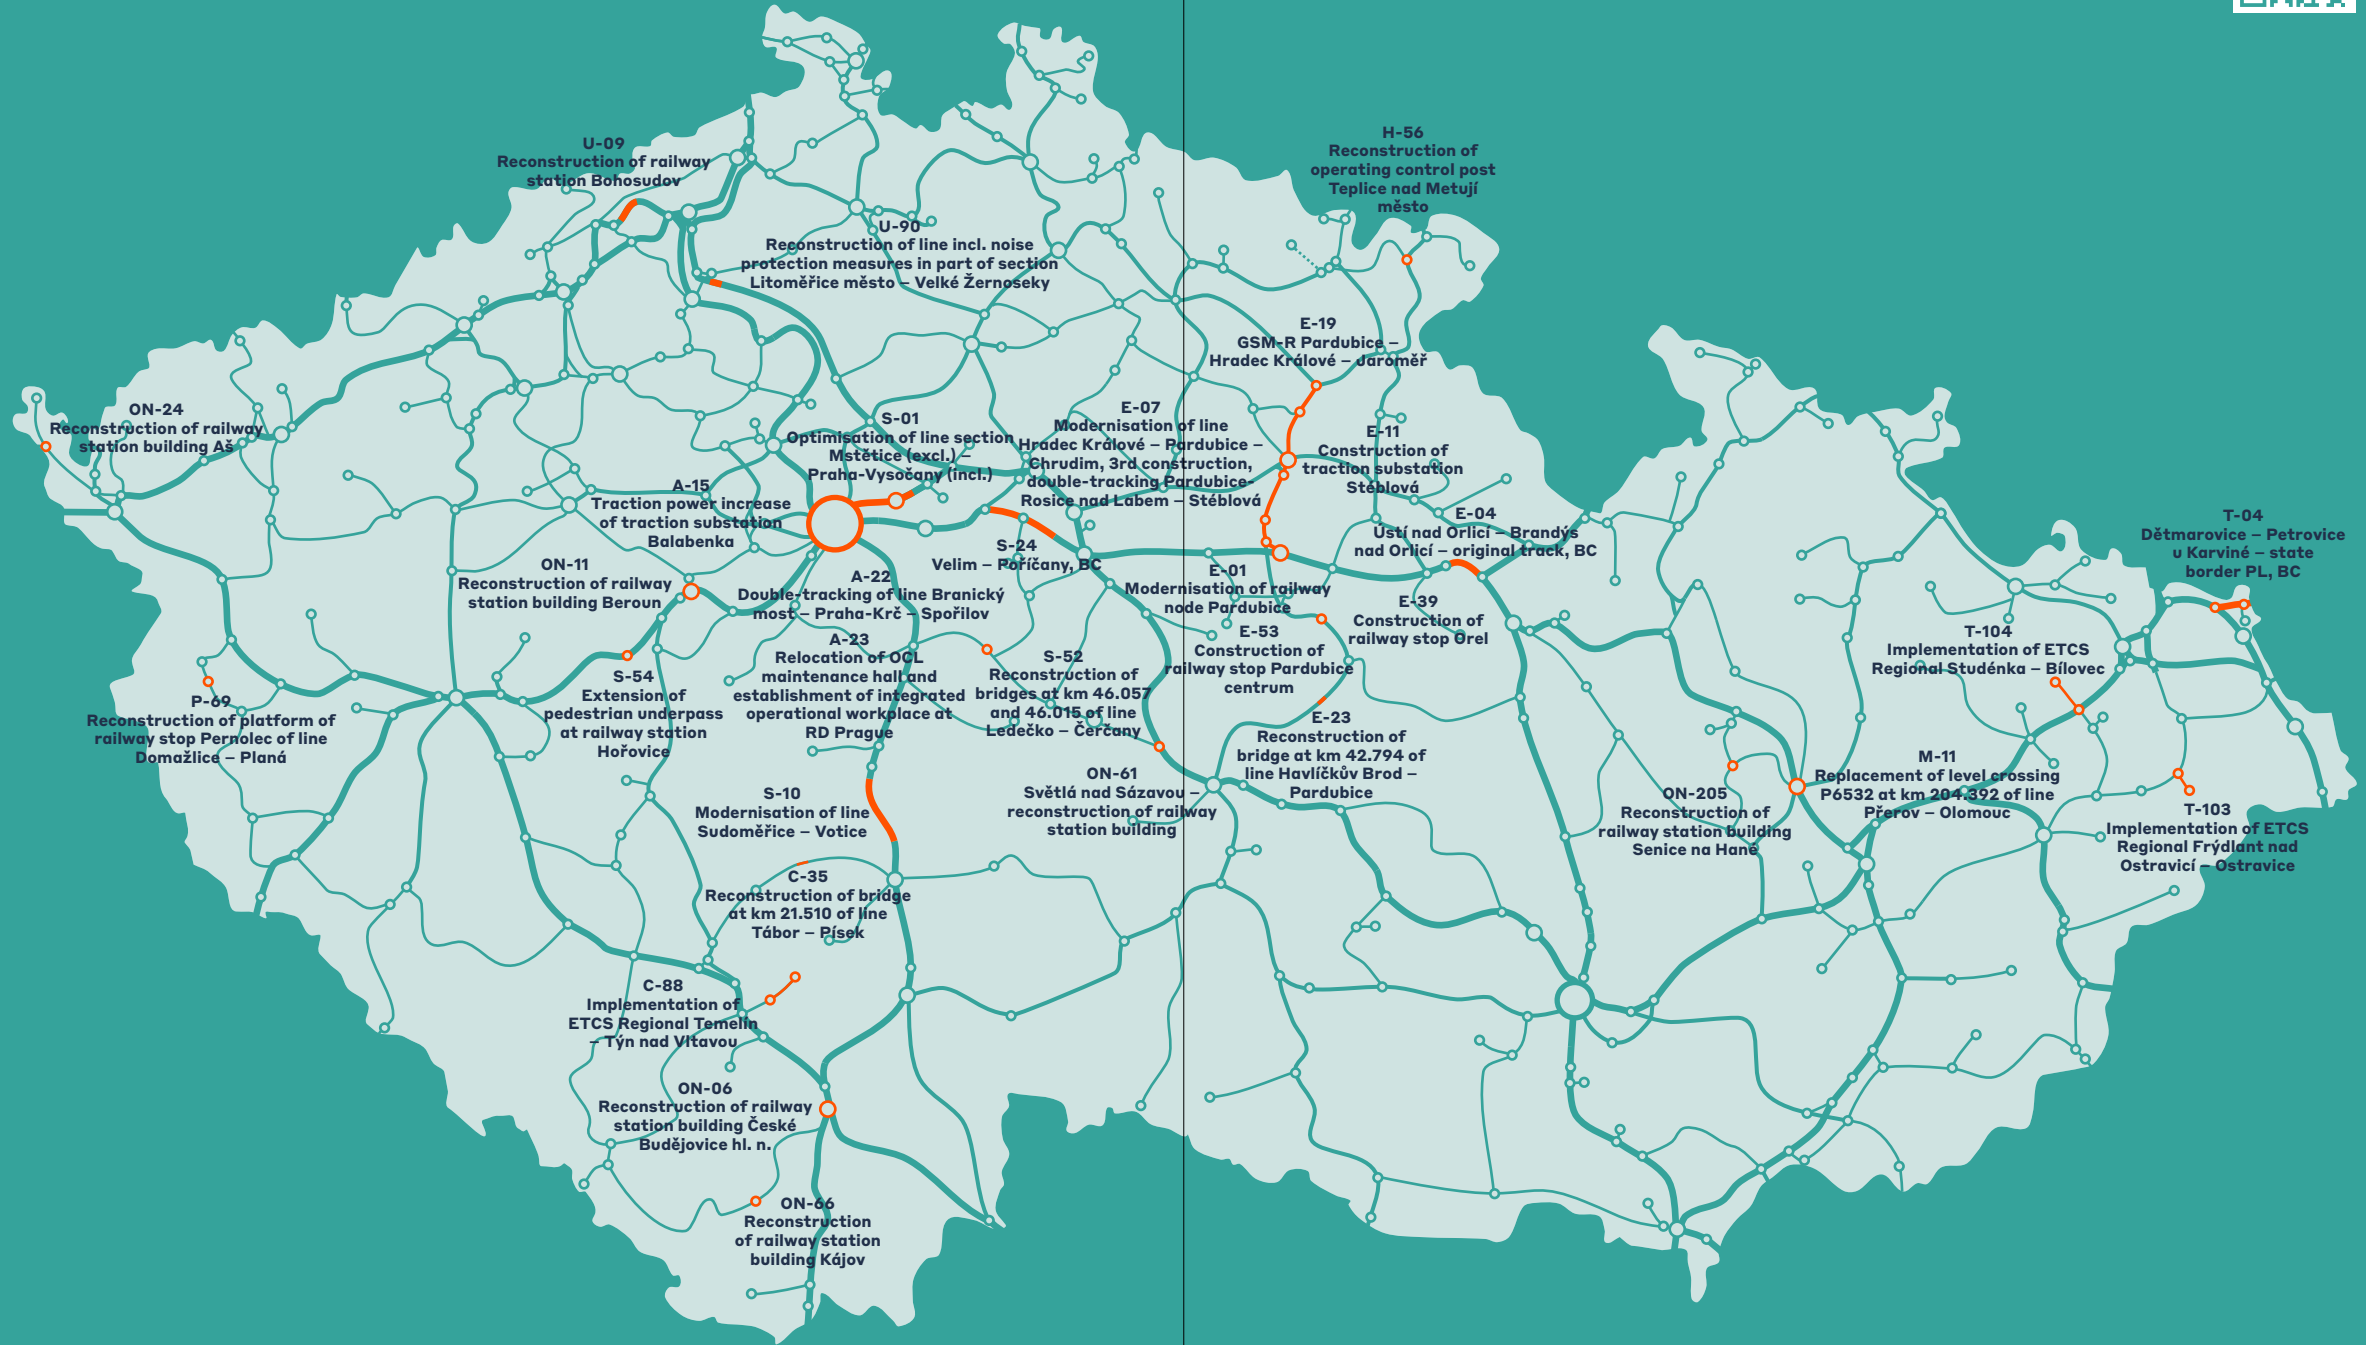 U-09
Reconstruction of railway
station Bohosudov
U-90
Reconstruction of line incl. noise
protection measures in part of section
Litoměřice město – Velké Žernoseky
H-56
Reconstruction of
operating control post
Teplice nad Metují
město
E-19
GSM-R Pardubice –
Hradec Králové – Jaroměř
ON-24
Reconstruction of railway
station building Aš
S-01
Optimisation of line section
Mstětice (excl.) –
Praha-Vysočany (incl.)
E-07
Modernisation of line
Hradec Králové – Pardubice –
Chrudim, 3rd construction,
double-tracking Pardubice-
Rosice nad Labem – Stéblová
E-11
Construction of
traction substation
Stéblová
A-15
Traction power increase
of traction substation
Balabenka
E-04
Ústí nad Orlicí – Brandýs
nad Orlicí – original track, BC
T-04
Dětmarovice – Petrovice
u Karviné – state
border PL, BC
S-24
Velim – Poříčany, BC
ON-11
Reconstruction of railway
station building Beroun
A-22
Double-tracking of line Branický
most – Praha-Krč – Spořilov
E-01
Modernisation of railway
node Pardubice
E-39
Construction of
railway stop Orel
A-23
Relocation of OCL
maintenance hall and
establishment of integrated
operational workplace at
RD Prague
E-53
Construction of
railway stop Pardubice
centrum
T-104
Implementation of ETCS
Regional Studénka – Bílovec
S-52
Reconstruction of
bridges at km 46.057
and 46.015 of line
Ledečko – Čerčany
S-54
Extension of
pedestrian underpass
at railway station
Hořovice
P-69
Reconstruction of platform of
railway stop Pernolec of line
Domažlice – Planá
E-23
Reconstruction of
bridge at km 42.794 of
line Havlíčkův Brod –
Pardubice
M-11
Replacement of level crossing
P6532 at km 204.392 of line
Přerov – Olomouc
ON-61
Světlá nad Sázavou –
reconstruction of railway
station building
S-10
Modernisation of line
Sudoměřice – Votice
ON-205
Reconstruction of
railway station building
Senice na Hané
T-103
Implementation of ETCS
Regional Frýdlant nad
Ostravicí – Ostravice
C-35
Reconstruction of bridge
at km 21.510 of line
Tábor – Písek
C-88
Implementation of
ETCS Regional Temelín
– Týn nad Vltavou
ON-06
Reconstruction of railway
station building České
Budějovice hl. n.
ON-66
Reconstruction
of railway station
building Kájov